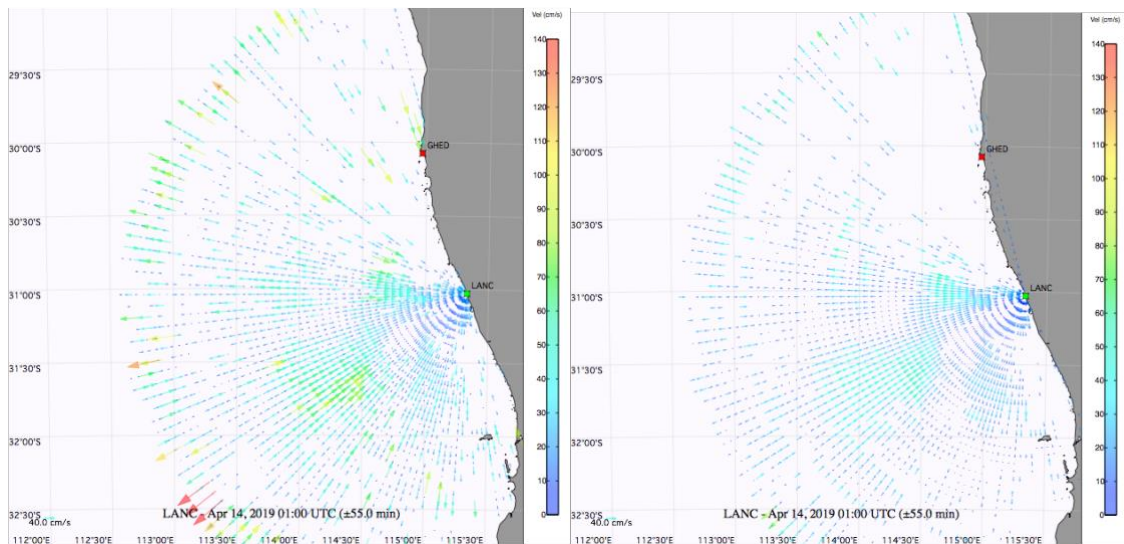 Vel (cm/s)
140
130
120
110
100
90
80
70
60
50
40
30
20
10
0
29°30'S
30°00'S
30°30'S
31°00'S
31°30'S
32°00'S
32°30'S
GHED
LANC
LANC - Apr 14, 2019 01:00 UTC (±55.0 min)
40.0 cm/s
112°00'E 112°30'E 113°00'E 113°30'E 114°00'E 114°30'E 115°00'E 115°30'E
Vel (cm/s)
140
130
120
110
100
90
80
70
60
50
40
30
20
10
0
29°30'S
30°00'S
30°30'S
31°00'S
31°30'S
32°00'S
32°30'S
GHED
LANC
LANC - Apr 14, 2019 01:00 UTC (±55.0 min)
40.0 cm/s
112°00'E 112°30'E 113°00'E 113°30'E 114°00'E 114°30'E 115°00'E 115°30'E